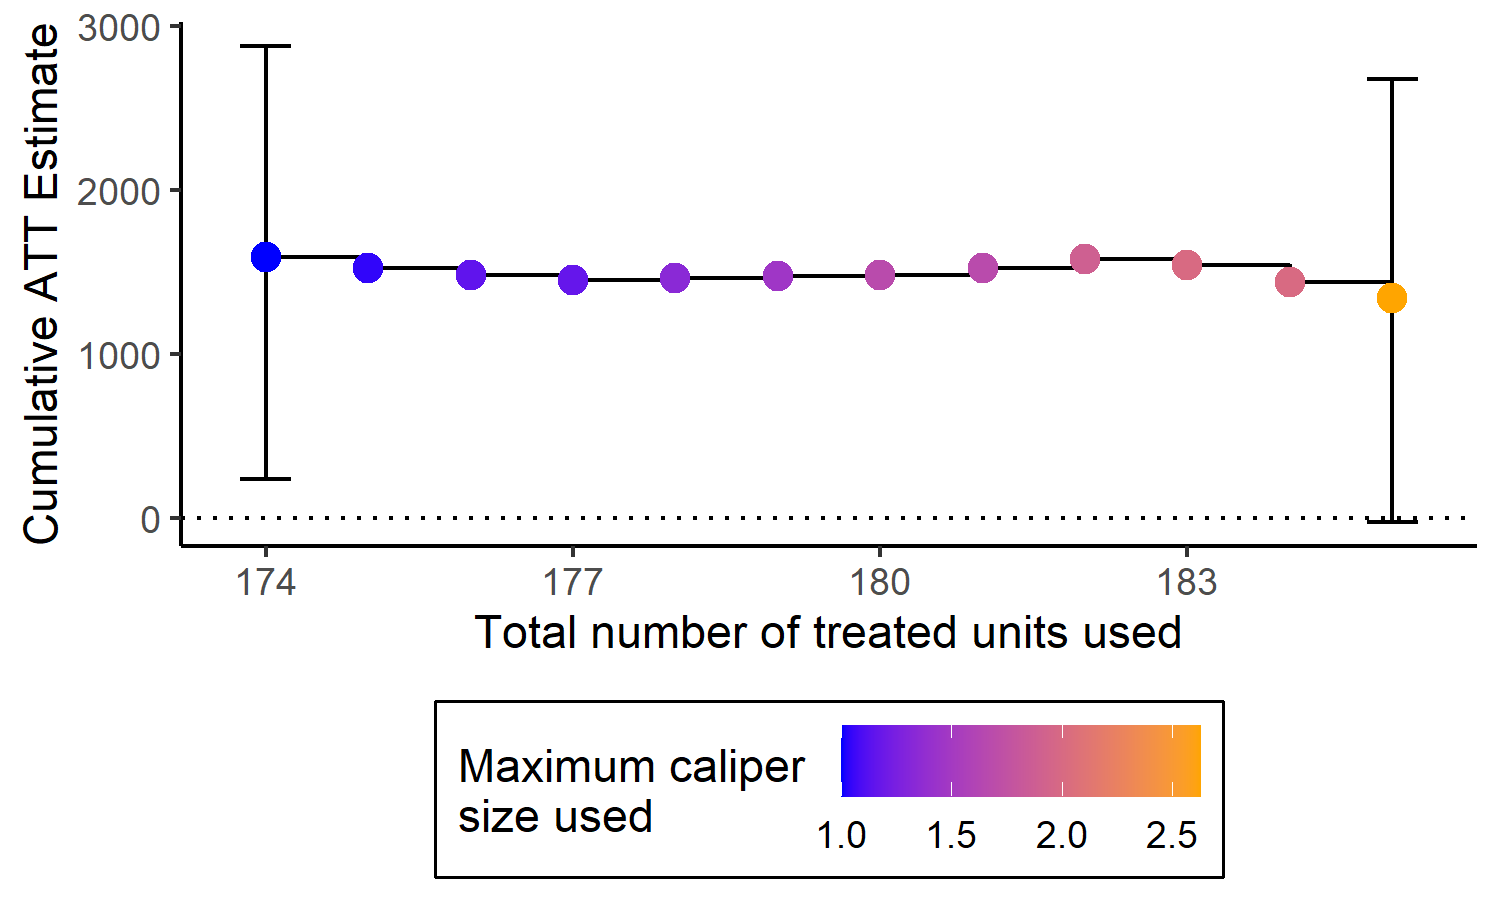 Cumulative ATT Estimate
3000
2000
1000
0
174 177 180 183
Total number of treated units used
Maximum caliper
size used
1.0 1.5 2.0 2.5